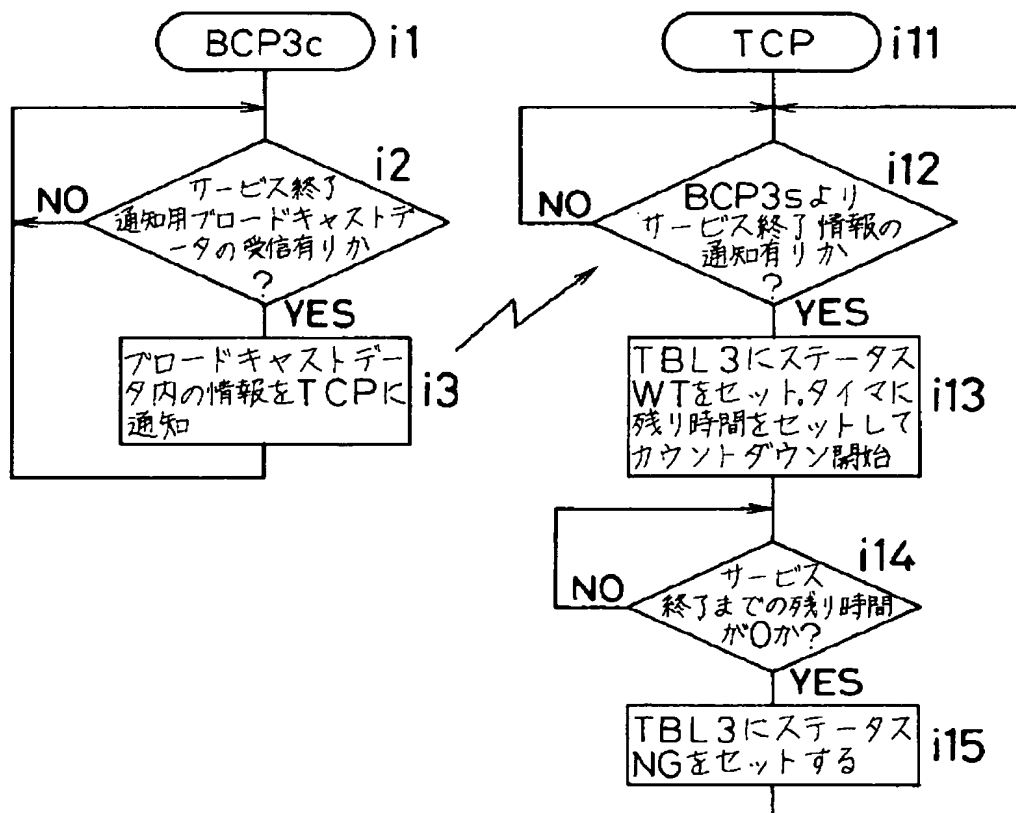 BCP3c
i1
i2
サービス終了
通知用ブロードキャストデ
ータの受信有りか
?
NO
YES
ブロードキャストデー
タ内の情報をTCPに
通知
i3
TCP
i11
i12
BCP3sより
サービス終了情報の
通知有りか
?
NO
YES
TBL3にステータス
WTをセット.タイマに
残り時間をセットして
カウントダウン開始
i13
i14
サービス
終了までの残り時間
が0か?
NO
YES
TBL3にステータス
NGをセットする
i15